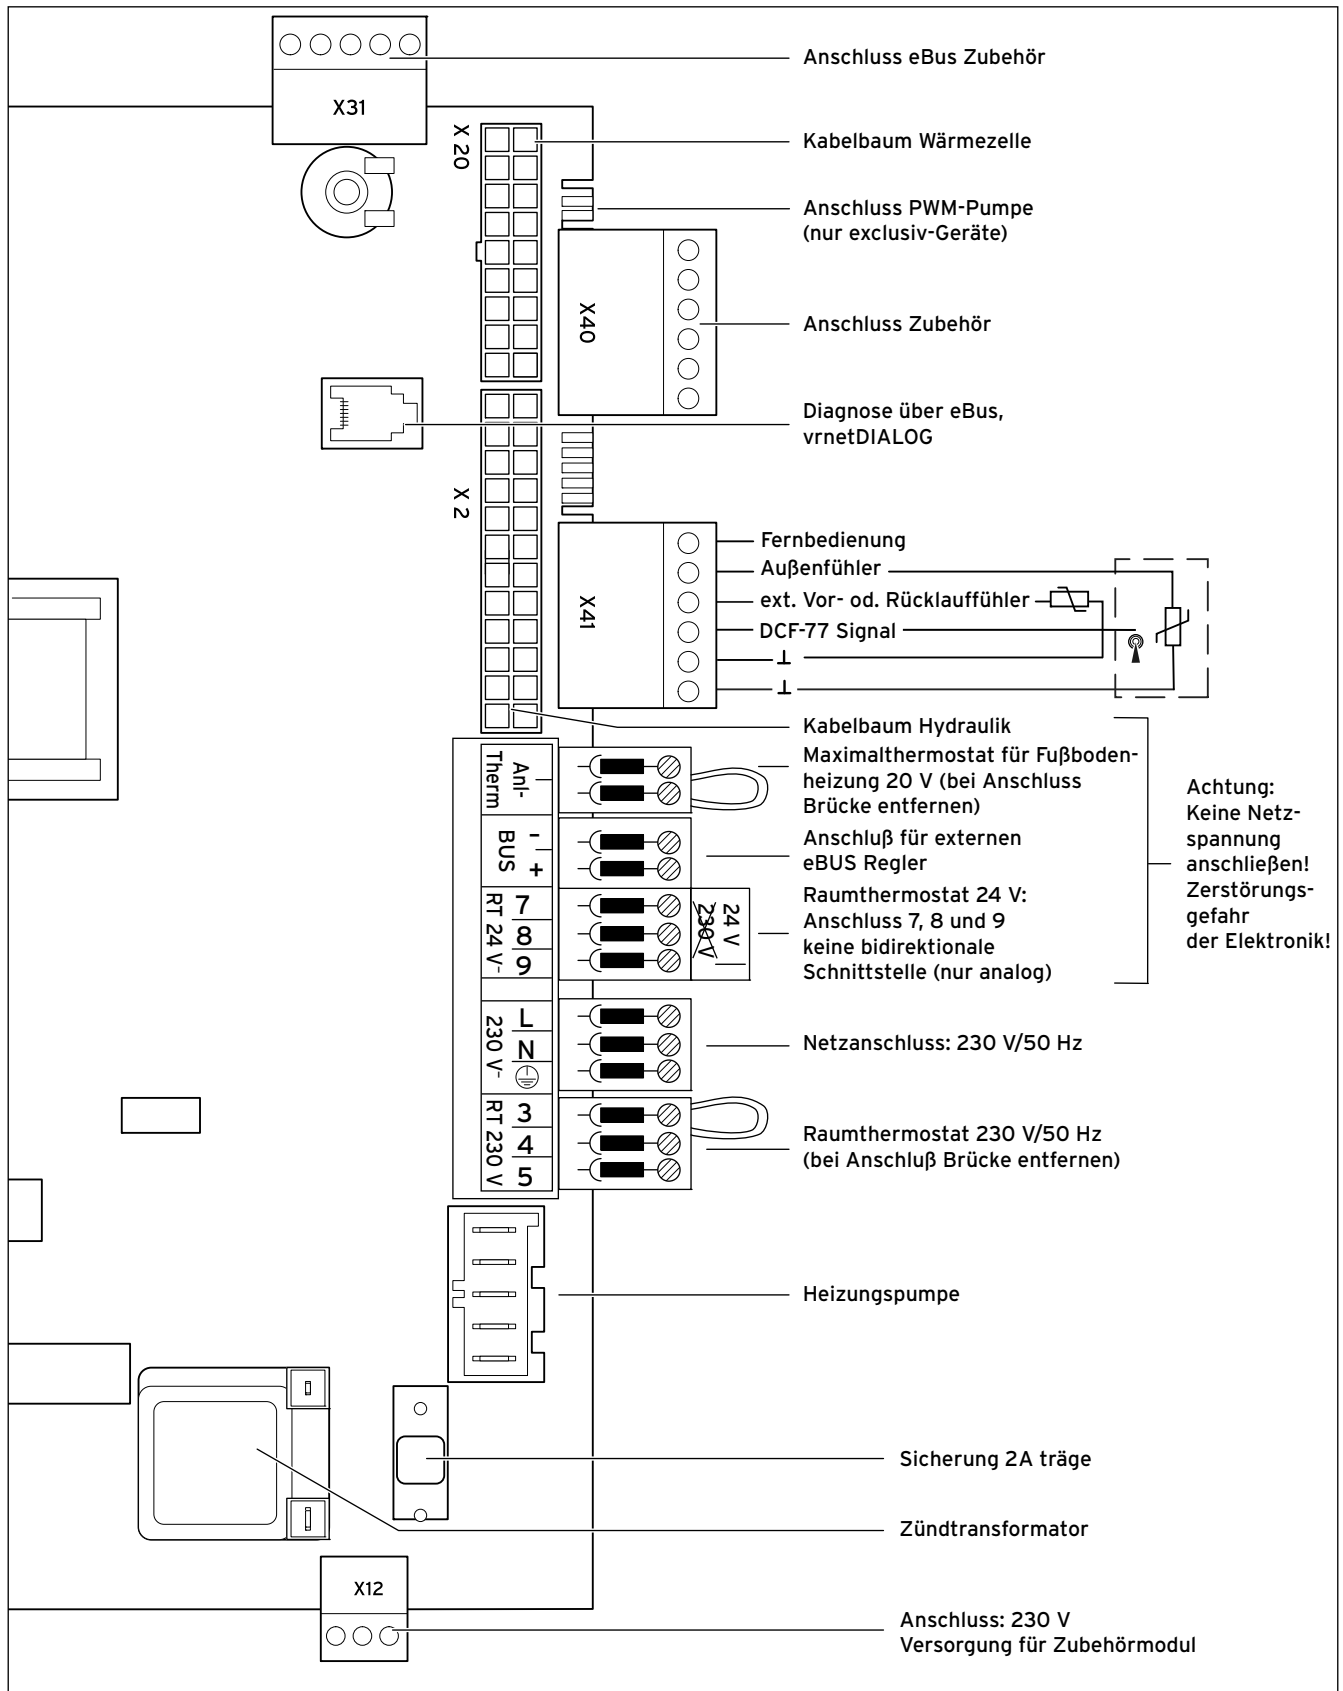 Anschluss eBus Zubehör
X31
X 20
Kabelbaum Wärmezelle
Anschluss PWM-Pumpe
(nur exclusiv-Geräte)
X40
Anschluss Zubehör
Diagnose über eBus,
vrnetDIALOG
X 2
X41
Fernbedienung
Außenfühler
ext. Vor- od. Rücklauffühler
DCF-77 Signal
Kabelbaum Hydraulik
Anl-
Therm
Maximalthermostat für Fußboden-
heizung 20 V (bei Anschluss
Brücke entfernen)
BUS
-
+
Anschluß für externen
eBUS Regler
RT 24 V~
7
8
9
24 V
230 V
Raumthermostat 24 V:
Anschluss 7, 8 und 9
keine bidirektionale
Schnittstelle (nur analog)
Achtung:
Keine Netz-
spannung
anschließen!
Zerstörungs-
gefahr
der Elektronik!
230 V~
L
N
Netzanschluss: 230 V/50 Hz
RT 230 V
3
4
5
Raumthermostat 230 V/50 Hz
(bei Anschluß Brücke entfernen)
Heizungspumpe
Sicherung 2A träge
Zündtransformator
X12
Anschluss: 230 V
Versorgung für Zubehörmodul